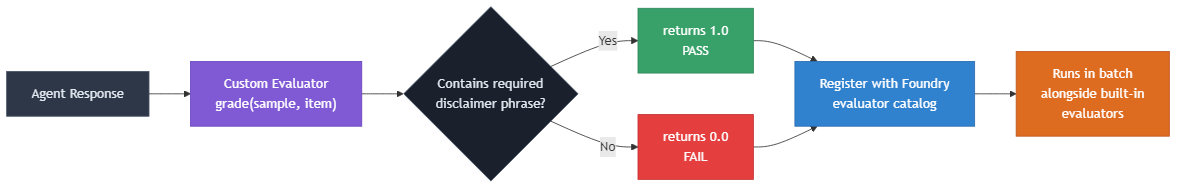 Agent Response
Custom Evaluator
grade(sample, item)
Contains required
disclaimer phrase?
Yes
No
returns 1.0
PASS
returns 0.0
FAIL
Register with Foundry
evaluator catalog
Runs in batch
alongside built-in
evaluators